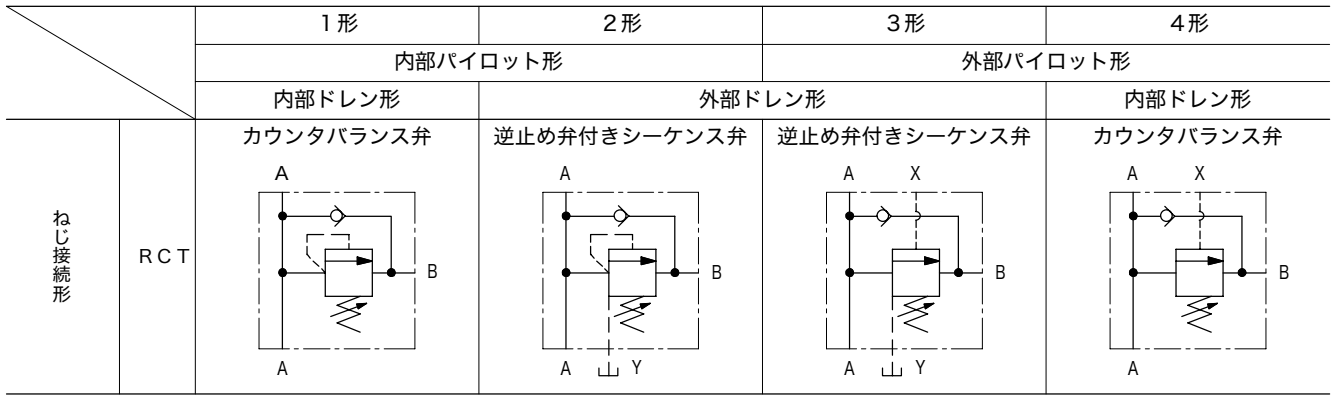 1形 2形 3形 4形
内部パイロット形 外部パイロット形
内部ドレン形 外部ドレン形 内部ドレン形
カウンタバランス弁 逆止め弁付きシーケンス弁 逆止め弁付きシーケンス弁 カウンタバランス弁
A A A X A X
ねじ接続形 RCT
B B B B
A A Y A Y A